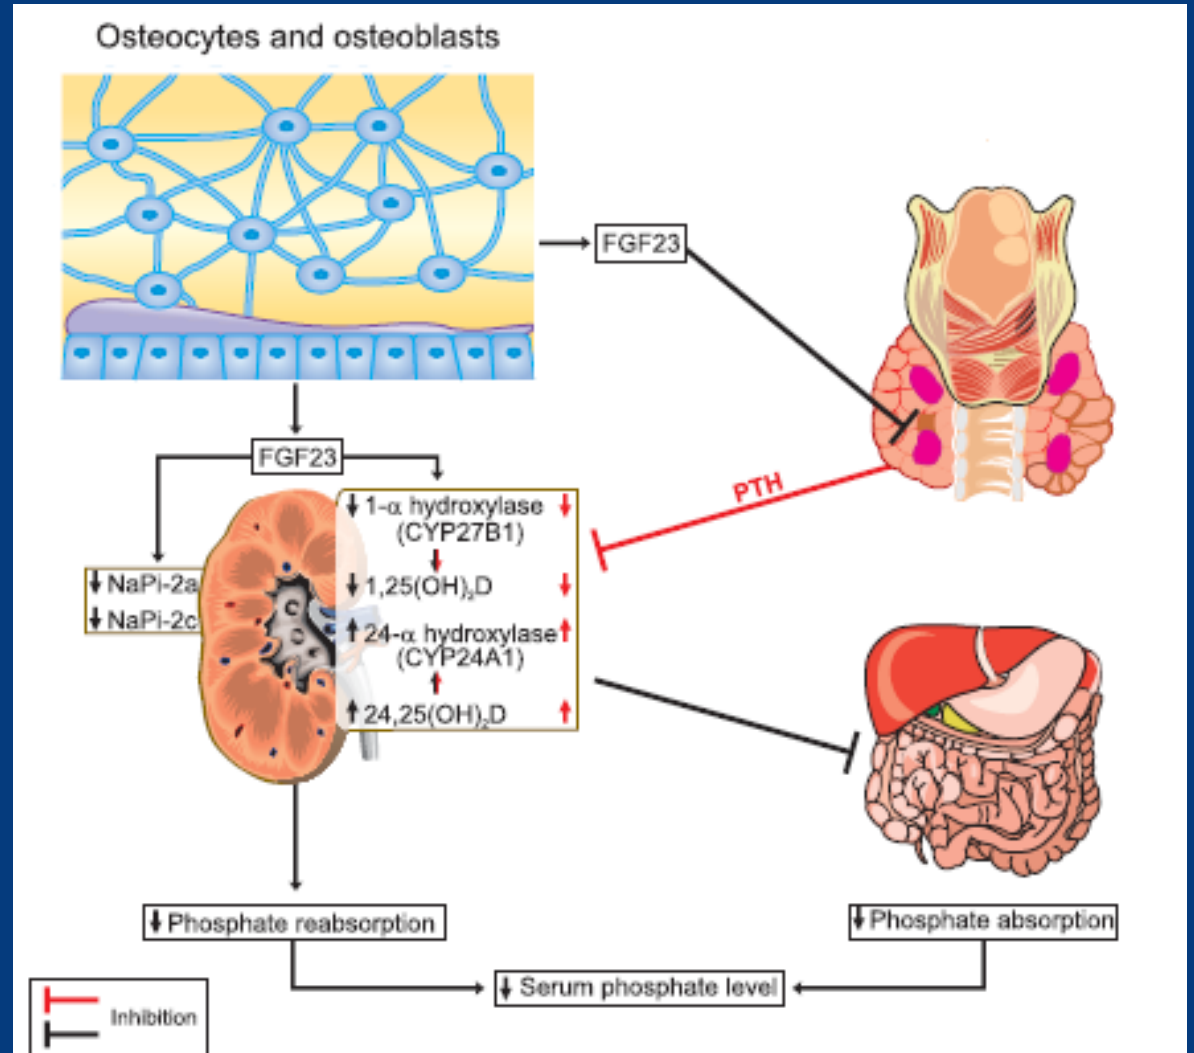 Osteocytes and osteoblasts
FGF23
FGF23
PTH
↓ 1-α hydroxylase ↓
(CYP27B1)
↓ 1,25(OH)₂D ↓
↑ 24-α hydroxylase ↑
(CYP24A1)
↑ 24,25(OH)₂D ↑
↓ NaPi-2a
↓ NaPi-2c
↓ Phosphate reabsorption
↓ Phosphate absorption
↓ Serum phosphate level
Inhibition